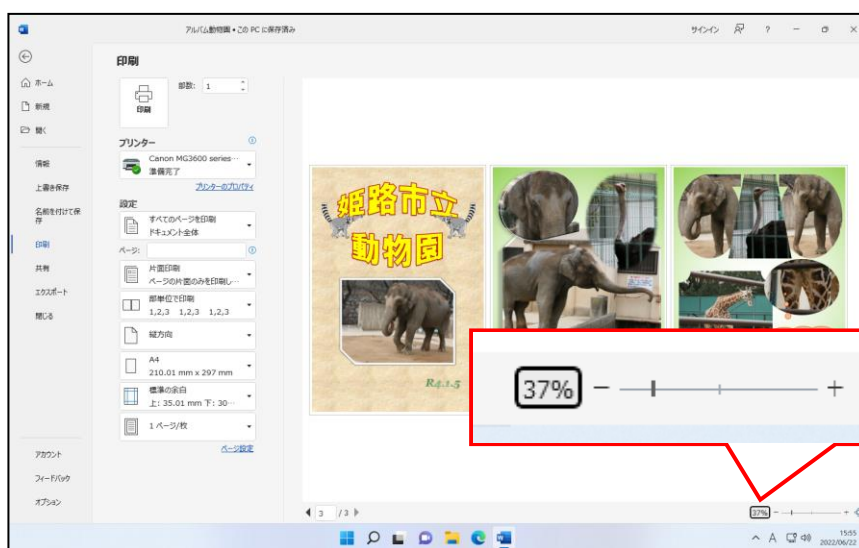 アルバム動物園 • この PC に保存済み
サインイン
?
印刷
ホーム
新規
開く
情報
上書き保存
名前を付けて保
存
印刷
共有
エクスポート
閉じる
アカウント
フィードバック
オプション
印刷
部数: 1
プリンター
Canon MG3600 series…
準備完了
プリンターのプロパティ
設定
すべてのページを印刷
ドキュメント全体
ページ:
片面印刷
ページの片面のみを印刷し…
部単位で印刷
1,2,3 1,2,3 1,2,3
縦方向
A4
210.01 mm x 297 mm
標準の余白
上: 35.01 mm 下: 30…
1 ページ/枚
ページ設定
姫路市立
動物園
R4.1.5
37%
3 / 3
37%
A
15:55
2022/06/22